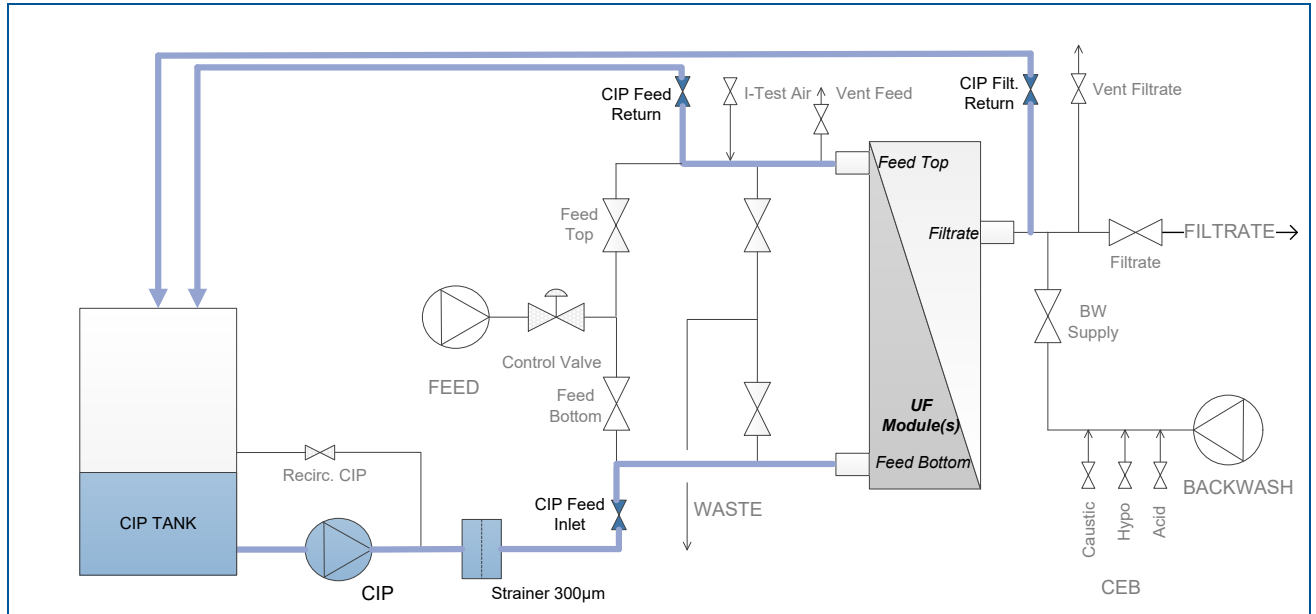 CIP Feed
Return
I-Test Air
Vent Feed
CIP Filt.
Return
Vent Filtrate
Feed Top
Feed
Top
Filtrate
FILTRATE
Filtrate
BW
Supply
Control Valve
FEED
Feed
Bottom
UF
Module(s)
Feed Bottom
Recirc. CIP
CIP TANK
CIP Feed
Inlet
WASTE
BACKWASH
Caustic
Hypo
Acid
CIP
Strainer 300µm
CEB